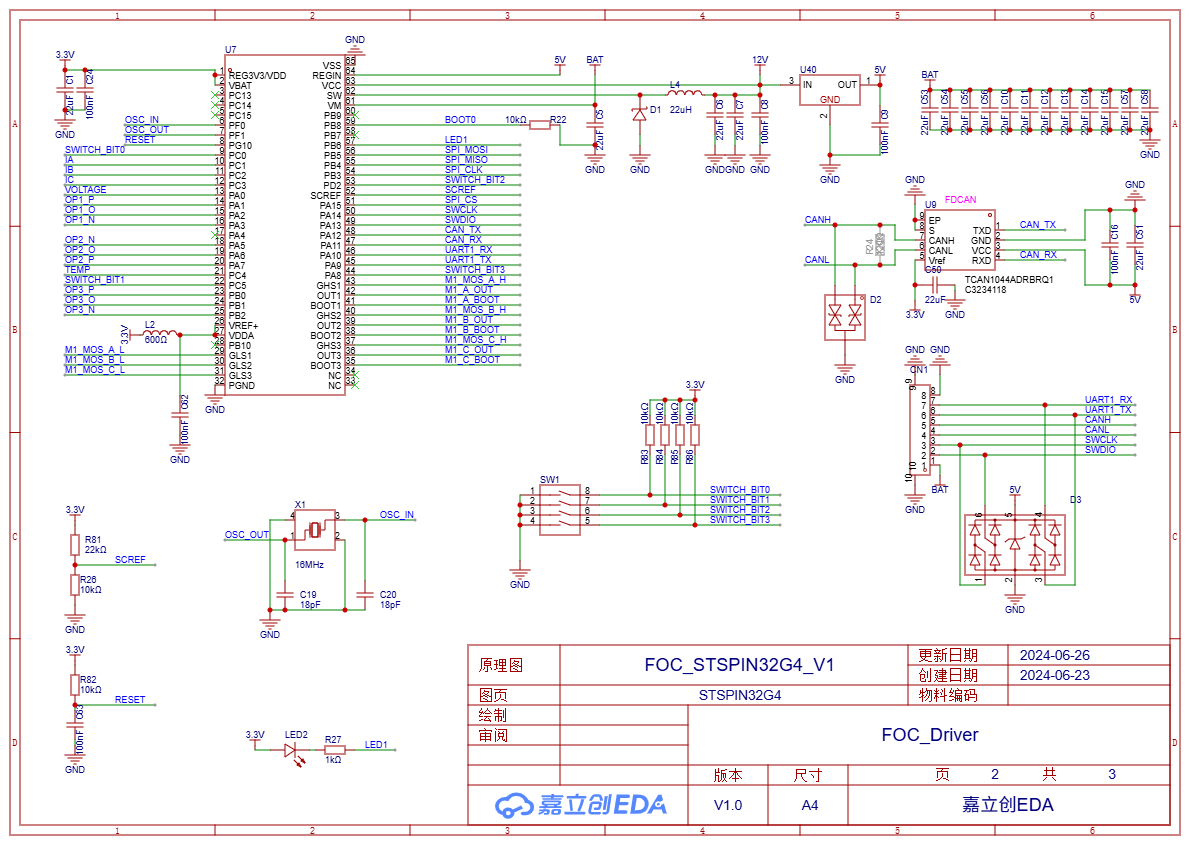 1 2 3 4 5 6
A
B
C
D
3.3V
C1
22uF
C24
100nF
GND
U7
GND
1 REG3V3/VDD
2 VBAT
3 PC13
4 PC14
5 PC15
OSC_IN 6 PF0
OSC_OUT 7 PF1
RESET 8 PG10
SWITCH_BIT0 9 PC0
IA 10 PC1
IB 11 PC2
IC 12 PC3
VOLTAGE 13 PA0
OP1_P 14 PA1
OP1_O 15 PA2
OP1_N 16 PA3
17 PA4
OP2_N 18 PA5
OP2_O 19 PA6
OP2_P 20 PA7
TEMP 21 PC4
SWITCH_BIT1 22 PC5
OP3_P 23 PB0
OP3_O 24 PB1
OP3_N 25 PB2
26 VREF+
27 VDDA
28 PB10
M1_MOS_A_L 29 GLS1
M1_MOS_B_L 30 GLS2
M1_MOS_C_L 31 GLS3
32 PGND
VSS 65
REGIN 64
VCC 63
SW 62
VM 61
PB9 60
PB8 59 BOOT0
PB7 58
PB6 57 LED1
PB5 56 SPI_MOSI
PB4 55 SPI_MISO
PB3 54 SPI_CLK
PD2 53 SWITCH_BIT2
SCREF 52 SCREF
PA15 51 SPI_CS
PA14 50 SWCLK
PA13 49 SWDIO
PA12 48 CAN_TX
PA11 47 CAN_RX
PA10 46 UART1_RX
PA9 45 UART1_TX
PA8 44 SWITCH_BIT3
GHS1 43 M1_MOS_A_H
OUT1 42 M1_A_OUT
BOOT1 41 M1_A_BOOT
GHS2 40 M1_MOS_B_H
OUT2 39 M1_B_OUT
BOOT2 38 M1_B_BOOT
GHS3 37 M1_MOS_C_H
OUT3 36 M1_C_OUT
BOOT3 35 M1_C_BOOT
NC 34
NC 33
3.3V
L2
600Ω
C62
100nF
GND
GND
5V
BAT
10kΩ R22
C5
22uF
GND
D1
GND
L4
22uH
12V
C6
22uF
C7
22uF
C8
100nF
GND GND GND
U40
3 IN
OUT 1
GND
2
5V
C9
100nF
GND
BAT
C53 C54 C55 C56 C10 C11 C12 C13 C14 C15 C57 C58
22uF 22uF 22uF 22uF 22uF 22uF 22uF 22uF 22uF 22uF 22uF 22uF
GND
GND
U9
FDCAN
9 EP
8 S
7 CANH
6 CANL
5 Vref
TXD 1
GND 2
VCC 3
RXD 4
CAN_TX
CAN_RX
TCAN1044ADRBRQ1
C3234118
CANH
CANL
R24
D2
GND
C50
22uF
3.3V
GND
GND
C16
100nF
C51
22uF
5V
GND GND
CN1
9
8
7
6
5
4
3
2
1
10
UART1_RX
UART1_TX
CANH
CANL
SWCLK
SWDIO
BAT
GND
5V
D3
6 5 4
1 2 3
GND
3.3V
10kΩ 10kΩ 10kΩ 10kΩ
R83 R84 R85 R86
SW1
1 8 SWITCH_BIT0
2 7 SWITCH_BIT1
3 6 SWITCH_BIT2
4 5 SWITCH_BIT3
GND
3.3V
R81
22kΩ
SCREF
R26
10kΩ
GND
3.3V
R82
10kΩ
RESET
C63
100nF
GND
X1
4 3
1 2
OSC_OUT
OSC_IN
16MHz
C19
18pF
C20
18pF
GND
3.3V
LED2
R27
1kΩ
LED1
原理图 FOC_STSPIN32G4_V1 更新日期 2024-06-26
创建日期 2024-06-23
图页 STSPIN32G4 物料编码
绘制
审阅
FOC_Driver
版本 尺寸 页 2 共 3
嘉立创EDA V1.0 A4 嘉立创EDA
1 2 3 4 5 6